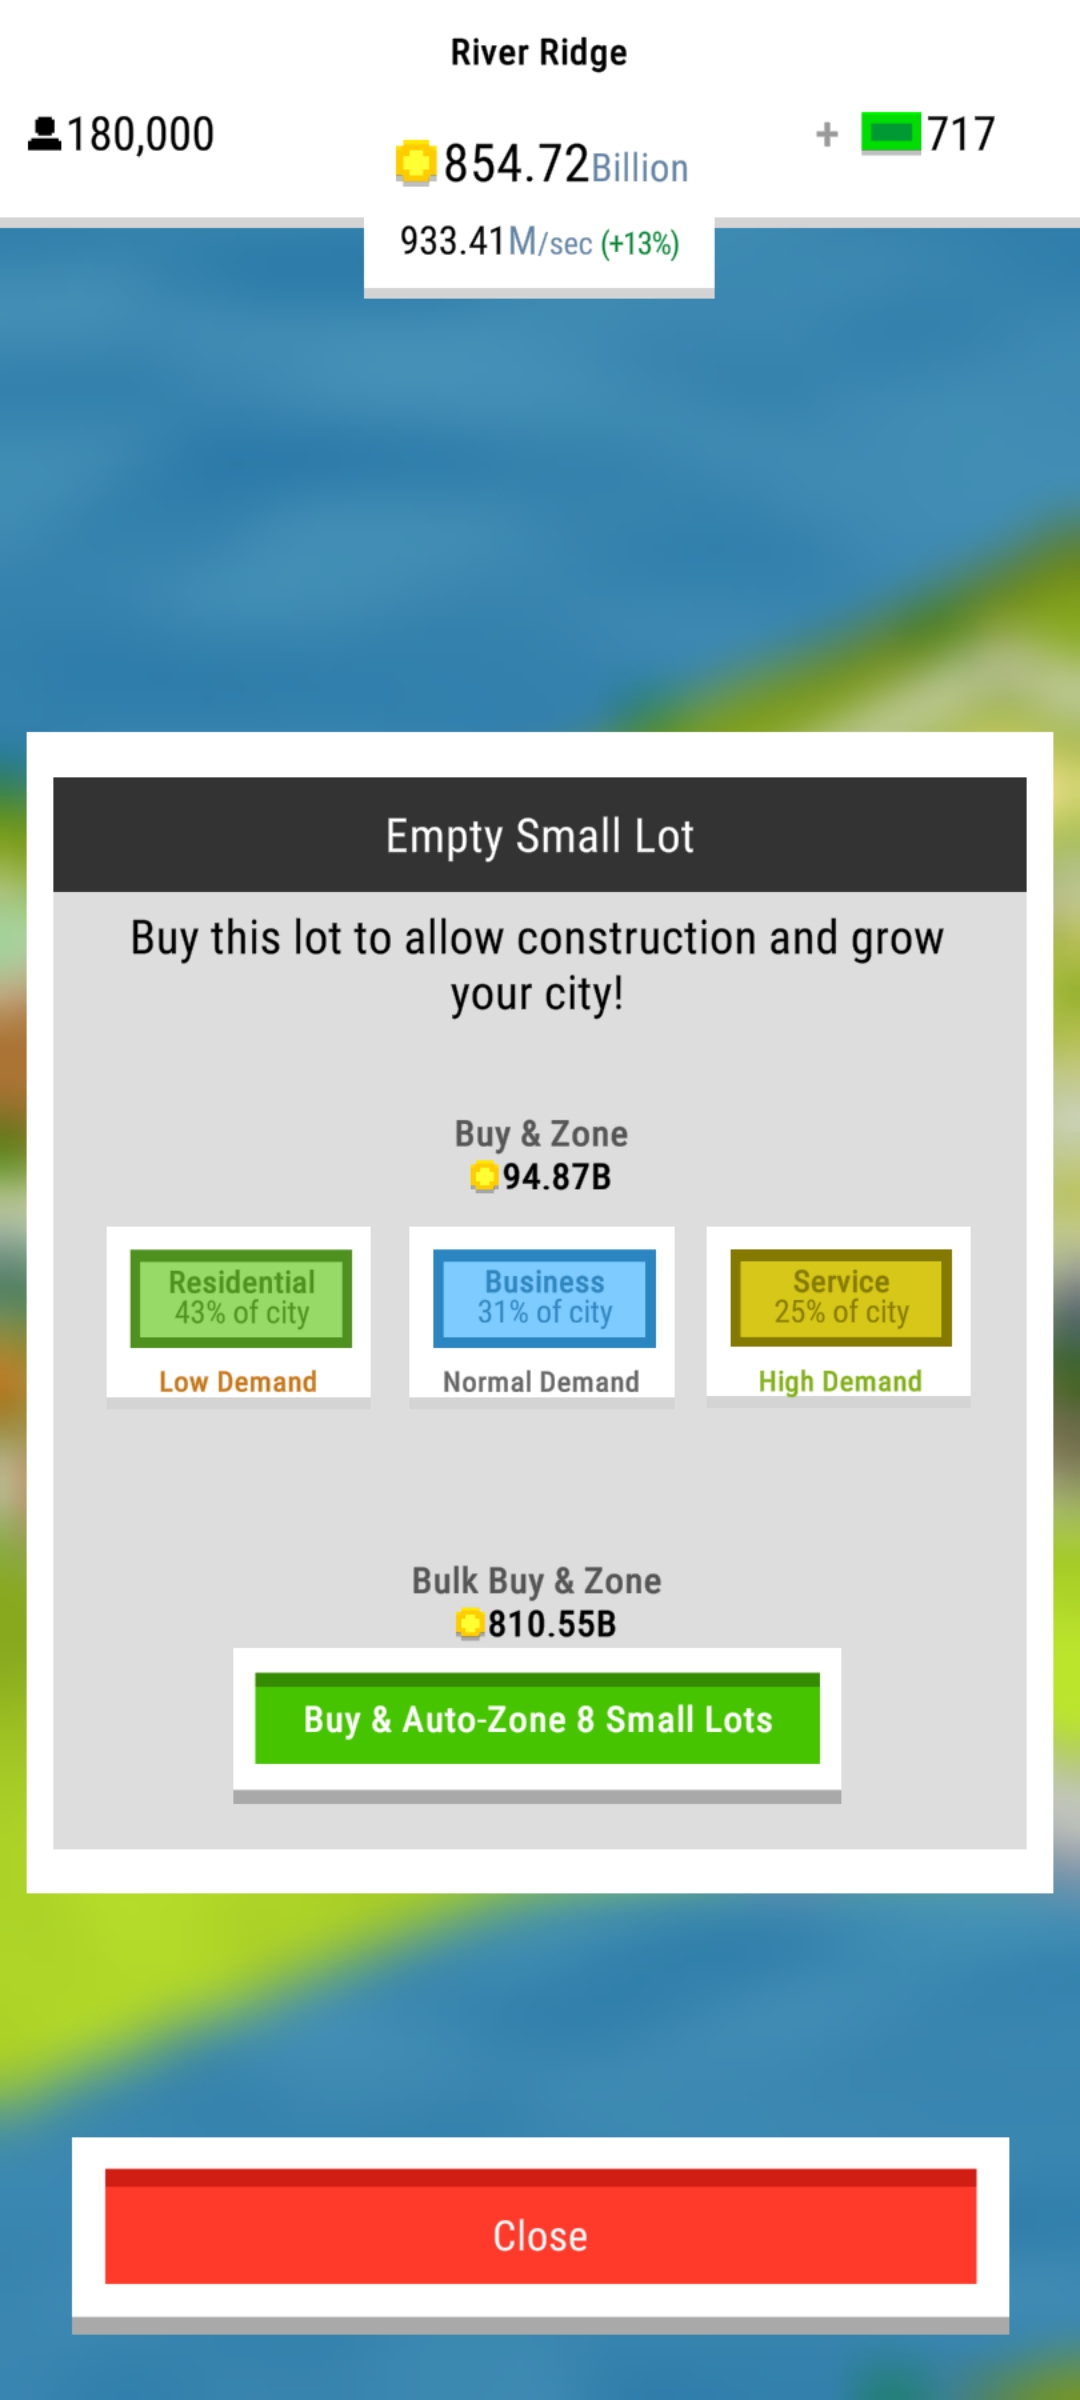 River Ridge
180,000
854.72Billion
+ 717
933.41M/sec (+13%)
Empty Small Lot
Buy this lot to allow construction and grow
your city!
Buy & Zone
94.87B
Residential
43% of city
Low Demand
Business
31% of city
Normal Demand
Service
25% of city
High Demand
Bulk Buy & Zone
810.55B
Buy & Auto-Zone 8 Small Lots
Close